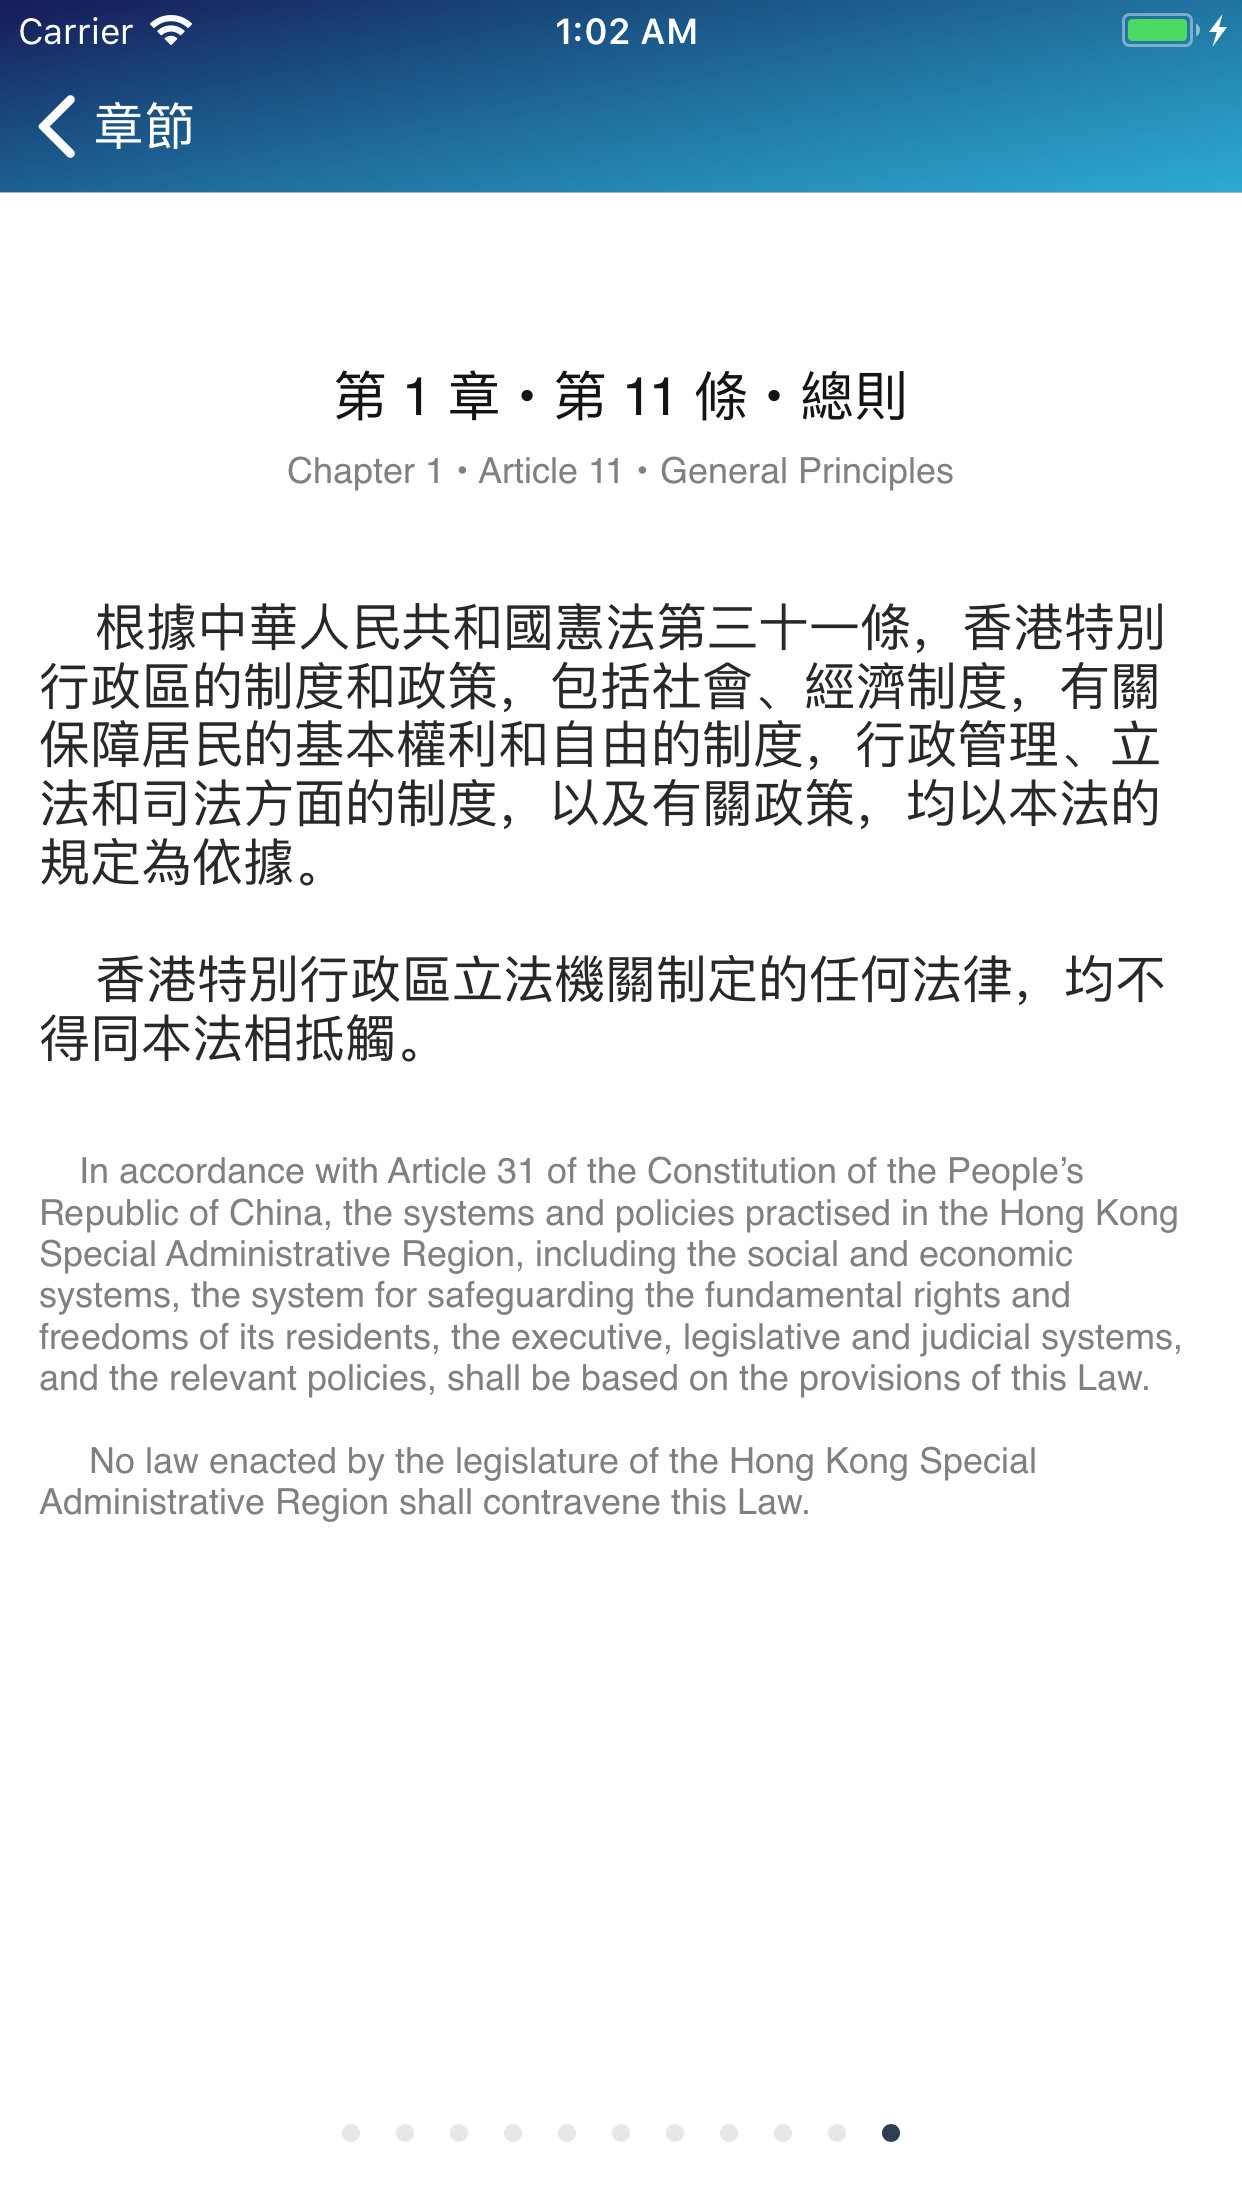 Carrier 1:02 AM
章節
第 1 章 • 第 11 條 • 總則
Chapter 1 • Article 11 • General Principles
根據中華人民共和國憲法第三十一條，香港特別
行政區的制度和政策，包括社會、經濟制度，有關
保障居民的基本權利和自由的制度，行政管理、立
法和司法方面的制度，以及有關政策，均以本法的
規定為依據。
香港特別行政區立法機關制定的任何法律，均不
得同本法相抵觸。
In accordance with Article 31 of the Constitution of the People’s
Republic of China, the systems and policies practised in the Hong Kong
Special Administrative Region, including the social and economic
systems, the system for safeguarding the fundamental rights and
freedoms of its residents, the executive, legislative and judicial systems,
and the relevant policies, shall be based on the provisions of this Law.
No law enacted by the legislature of the Hong Kong Special
Administrative Region shall contravene this Law.